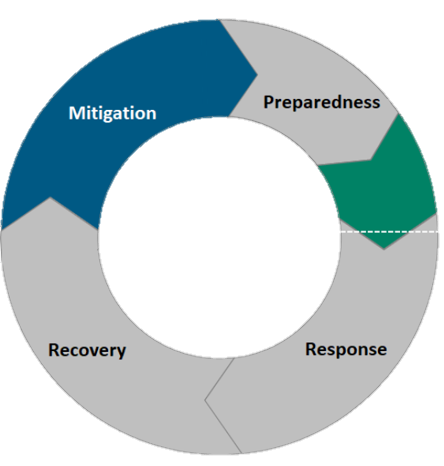 Mitigation
Preparedness
Response
Recovery